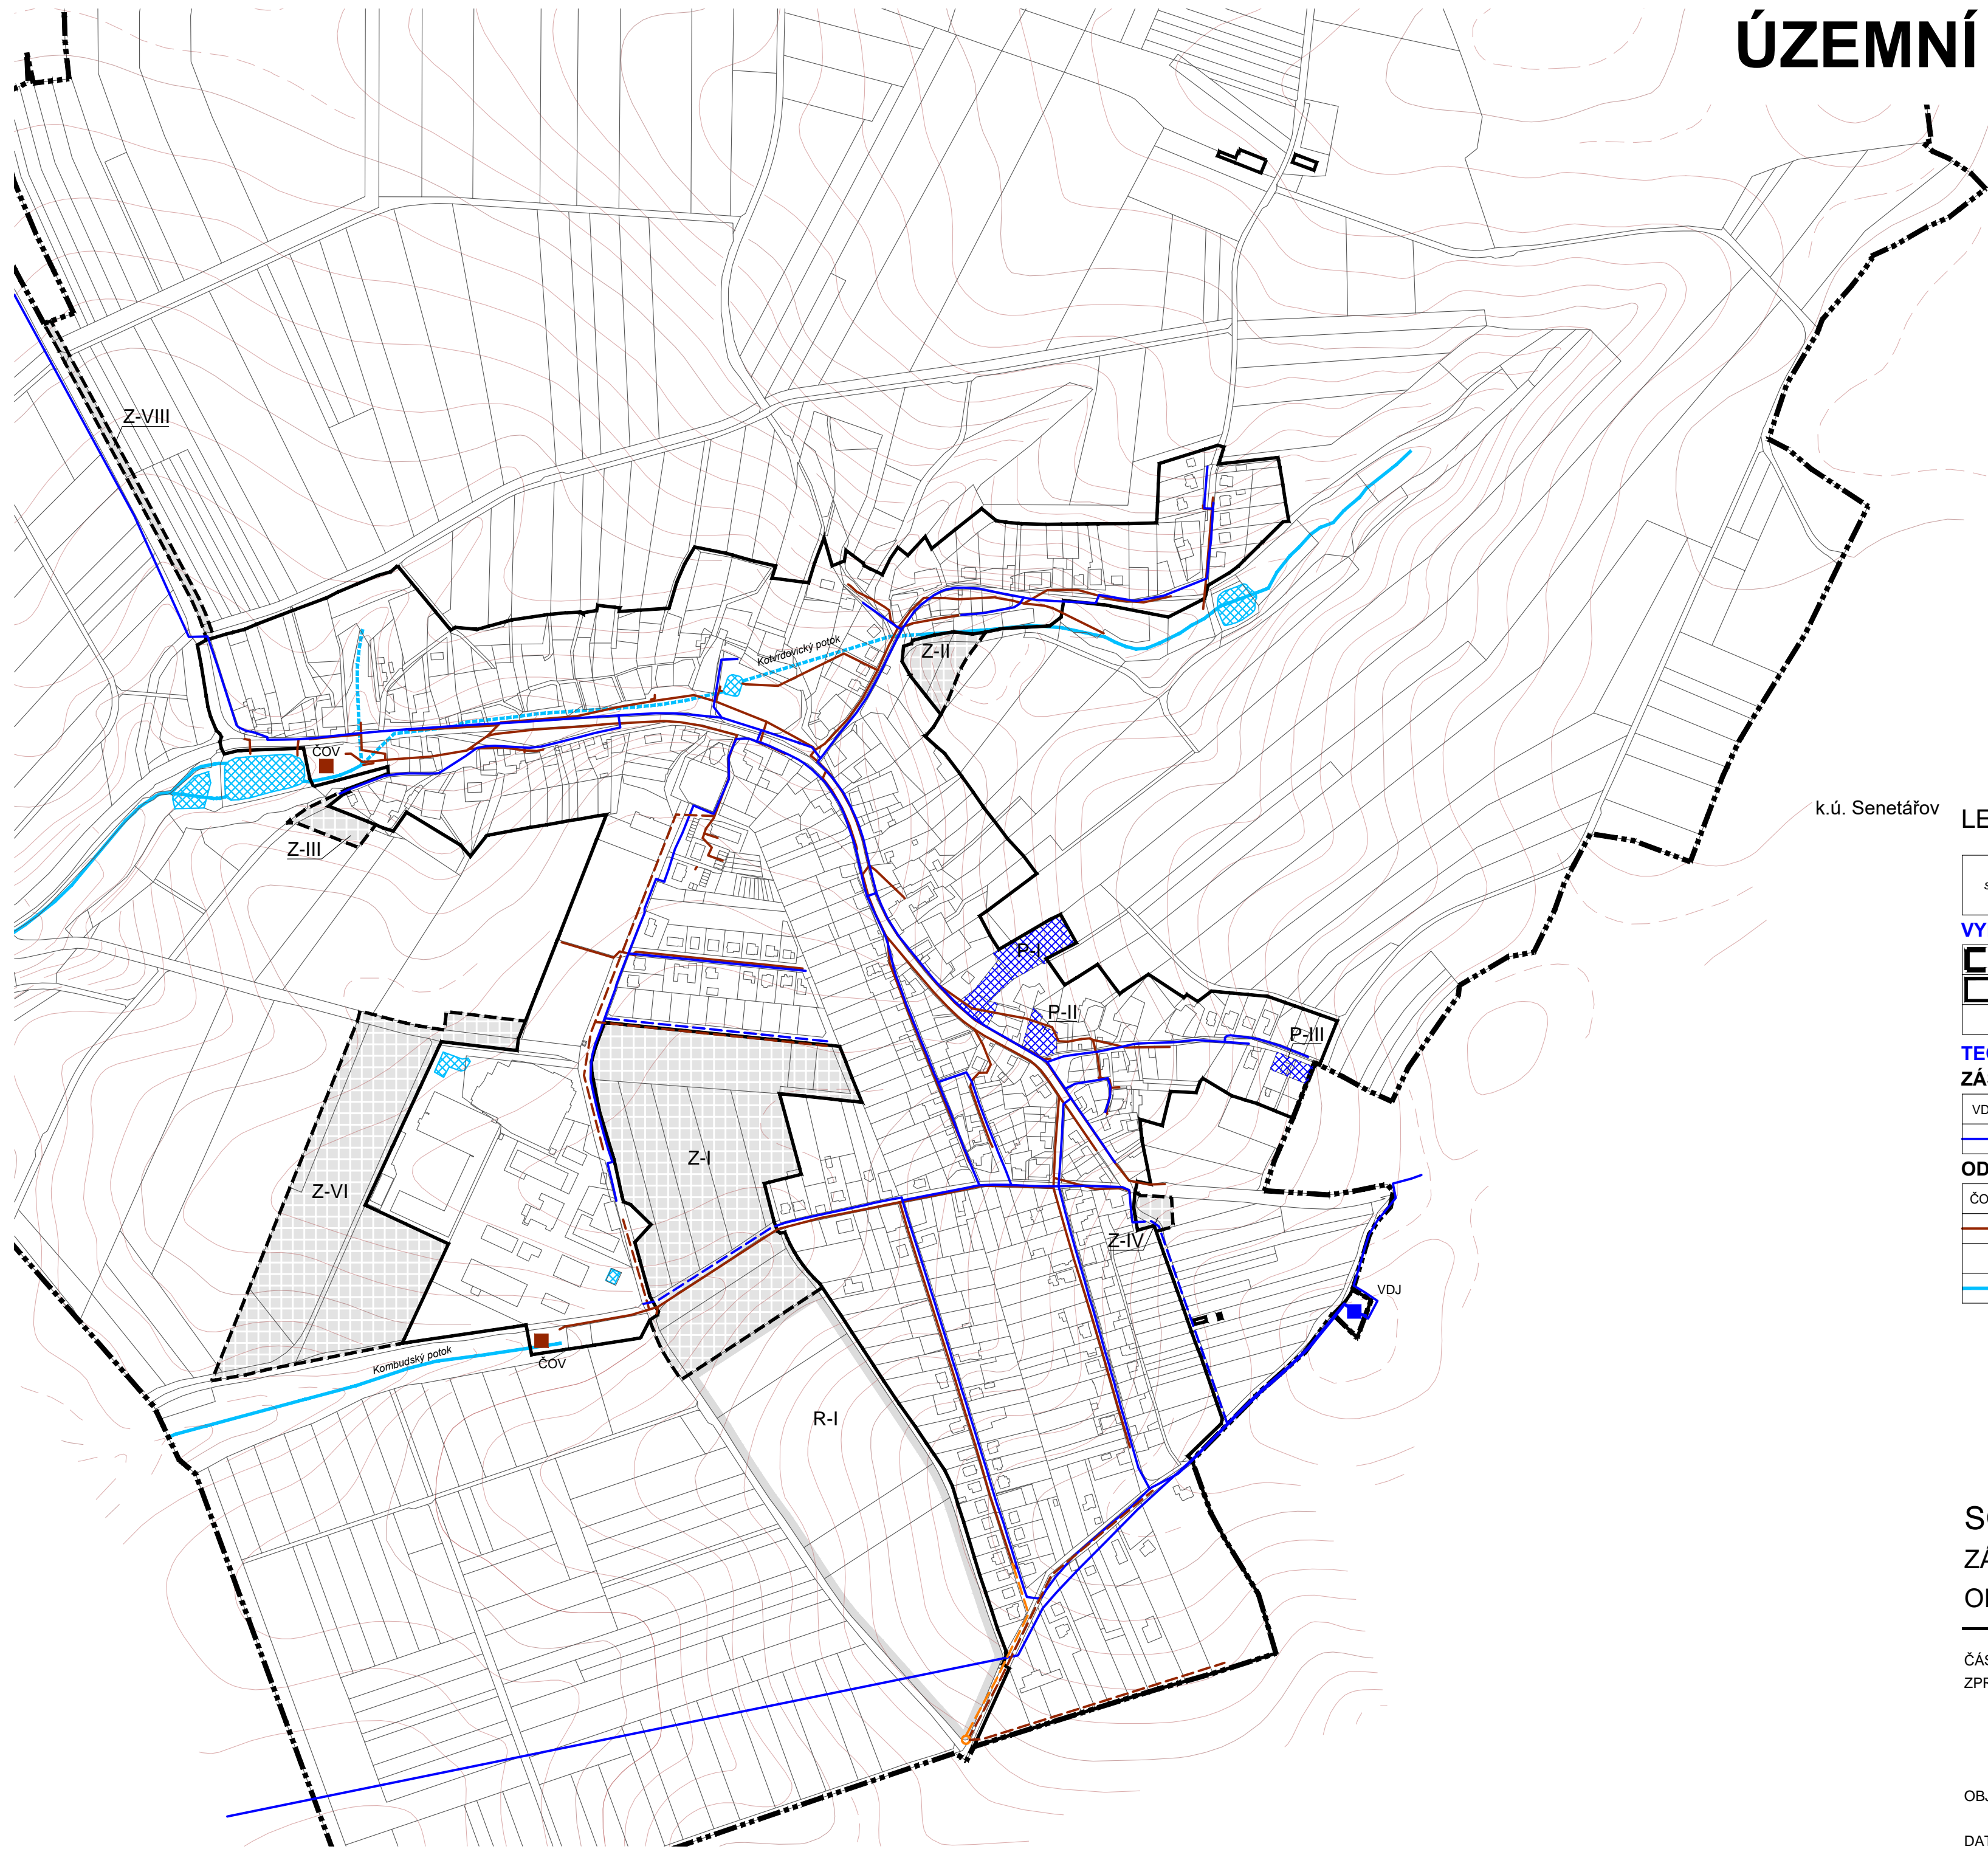 ÚZEMNÍ
Z-VIII
Kotvrdovický potok
Z-II
ČOV
k.ú. Senetářov
LE
Z-III
s
VY
P-I
P-II
P-III
TE
ZÁ
VD
Z-I
OD
Z-VI
ČO
Z-IV
VDJ
Kombudský potok
ČOV
R-I
ZÁ
ČÁS
ZPR
OBJ
DAT